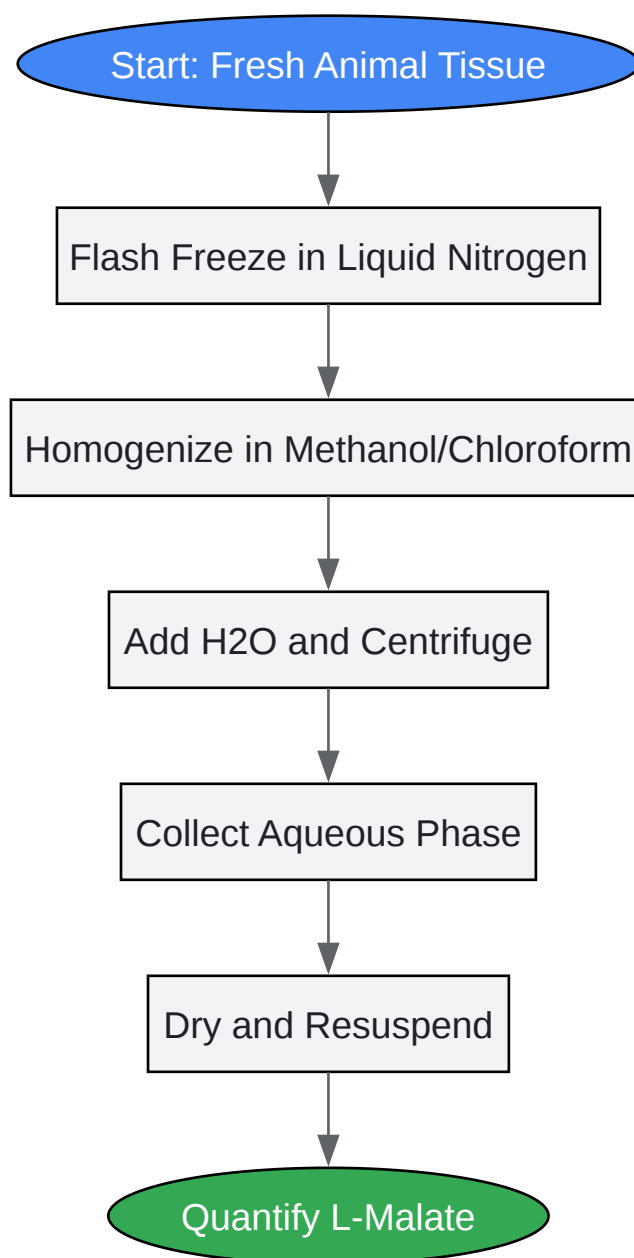 Start: Fresh Animal Tissue
Flash Freeze in Liquid Nitrogen
Homogenize in Methanol/Chloroform
Add H2O and Centrifuge
Collect Aqueous Phase
Dry and Resuspend
Quantify L-Malate